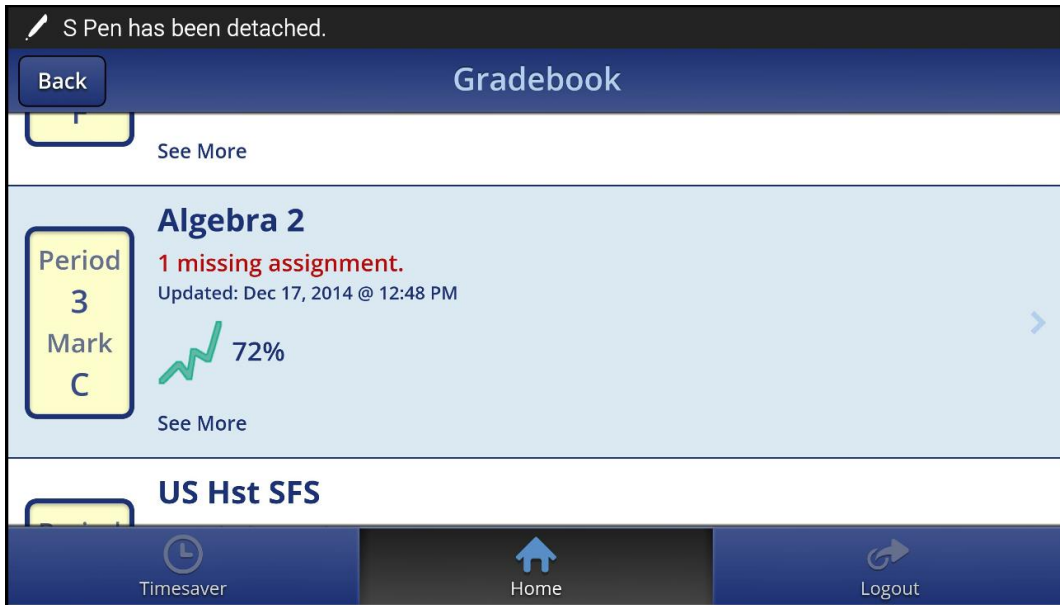 S Pen has been detached.
Back
Gradebook
See More
Algebra 2
1 missing assignment.
Updated: Dec 17, 2014 @ 12:48 PM
Period
3
Mark
C
72%
See More
US Hst SFS
Period
Timesaver
Home
Logout